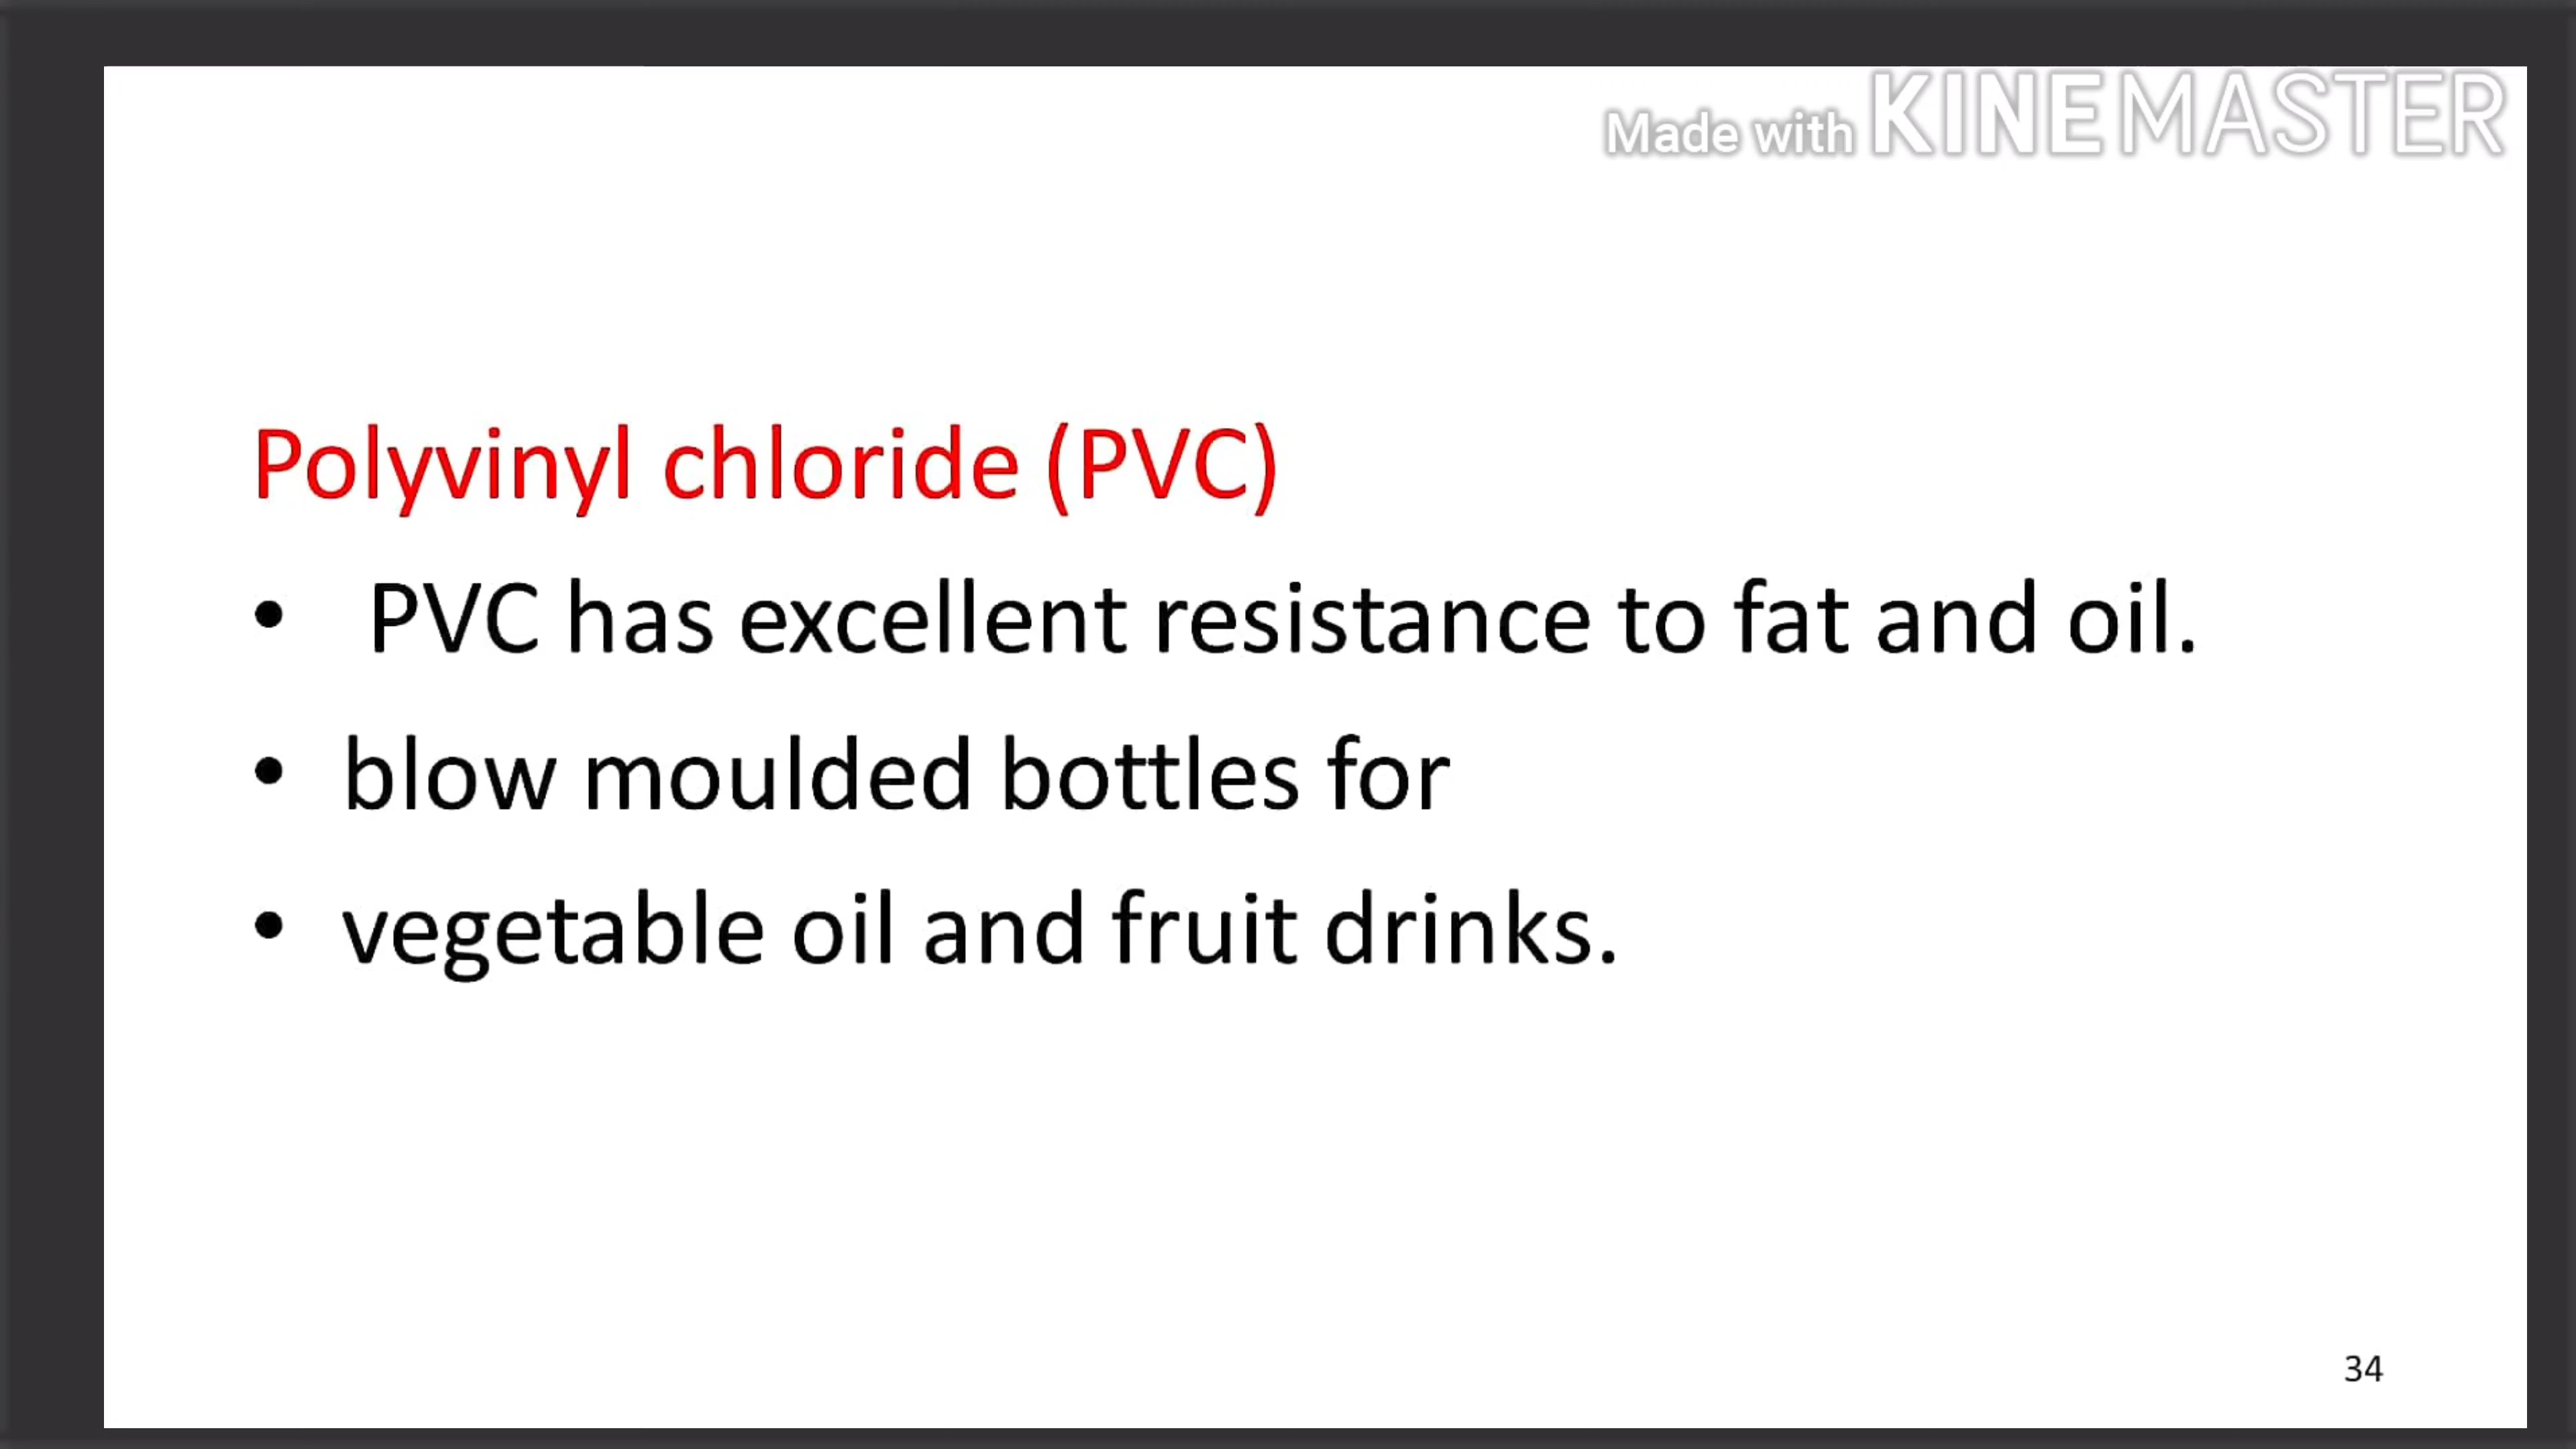 Made with KINEMASTER
Polyvinyl chloride (PVC)
• PVC has excellent resistance to fat and oil.
• blow moulded bottles for
• vegetable oil and fruit drinks.
34